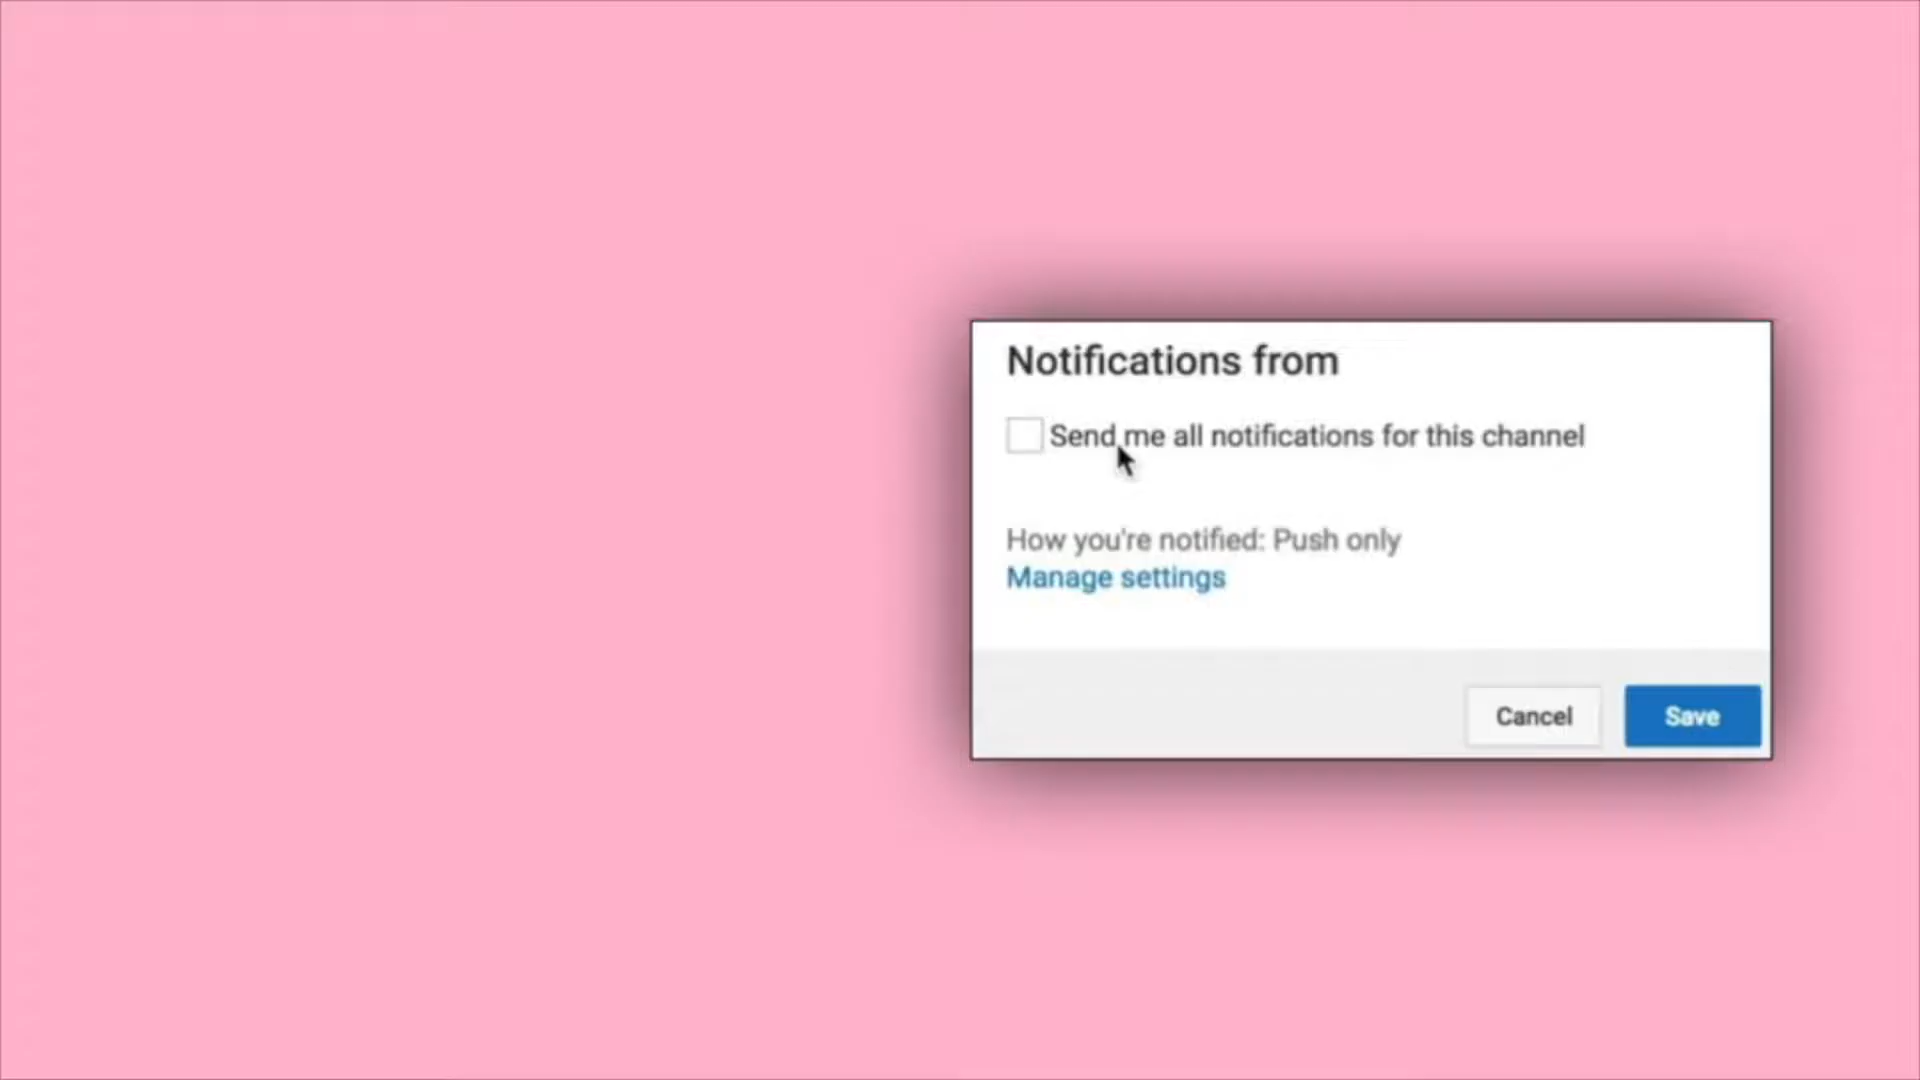 Notifications from
Send me all notifications for this channel
How you're notified: Push only
Manage settings
Cancel Save